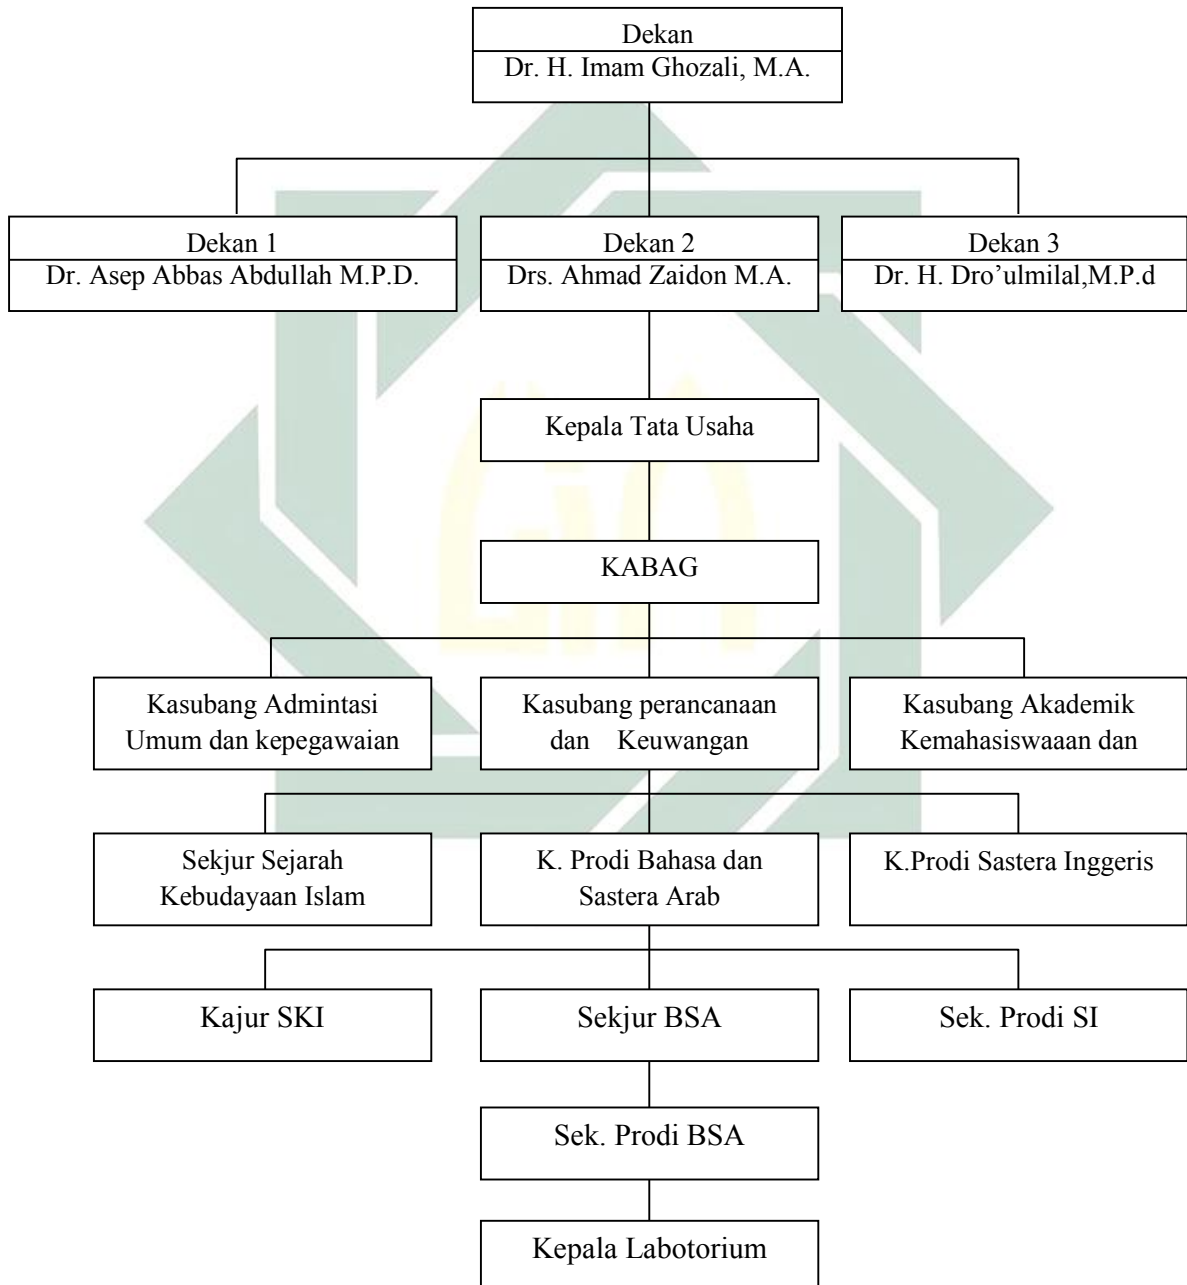 Dekan
Dr. H. Imam Ghozali, M.A.
Dekan 1
Dr. Asep Abbas Abdullah M.P.D.
Dekan 2
Drs. Ahmad Zaidon M.A.
Dekan 3
Dr. H. Dro’ulmilal,M.P.d
Kepala Tata Usaha
KABAG
Kasubang Admintasi
Umum dan kepegawaian
Kasubang perancanaan
dan Keuwangan
Kasubang Akademik
Kemahasiswaaan dan
Sekjur Sejarah
Kebudayaan Islam
K. Prodi Bahasa dan
Sastera Arab
K.Prodi Sastera Inggeris
Kajur SKI
Sekjur BSA
Sek. Prodi SI
Sek. Prodi BSA
Kepala Labotorium